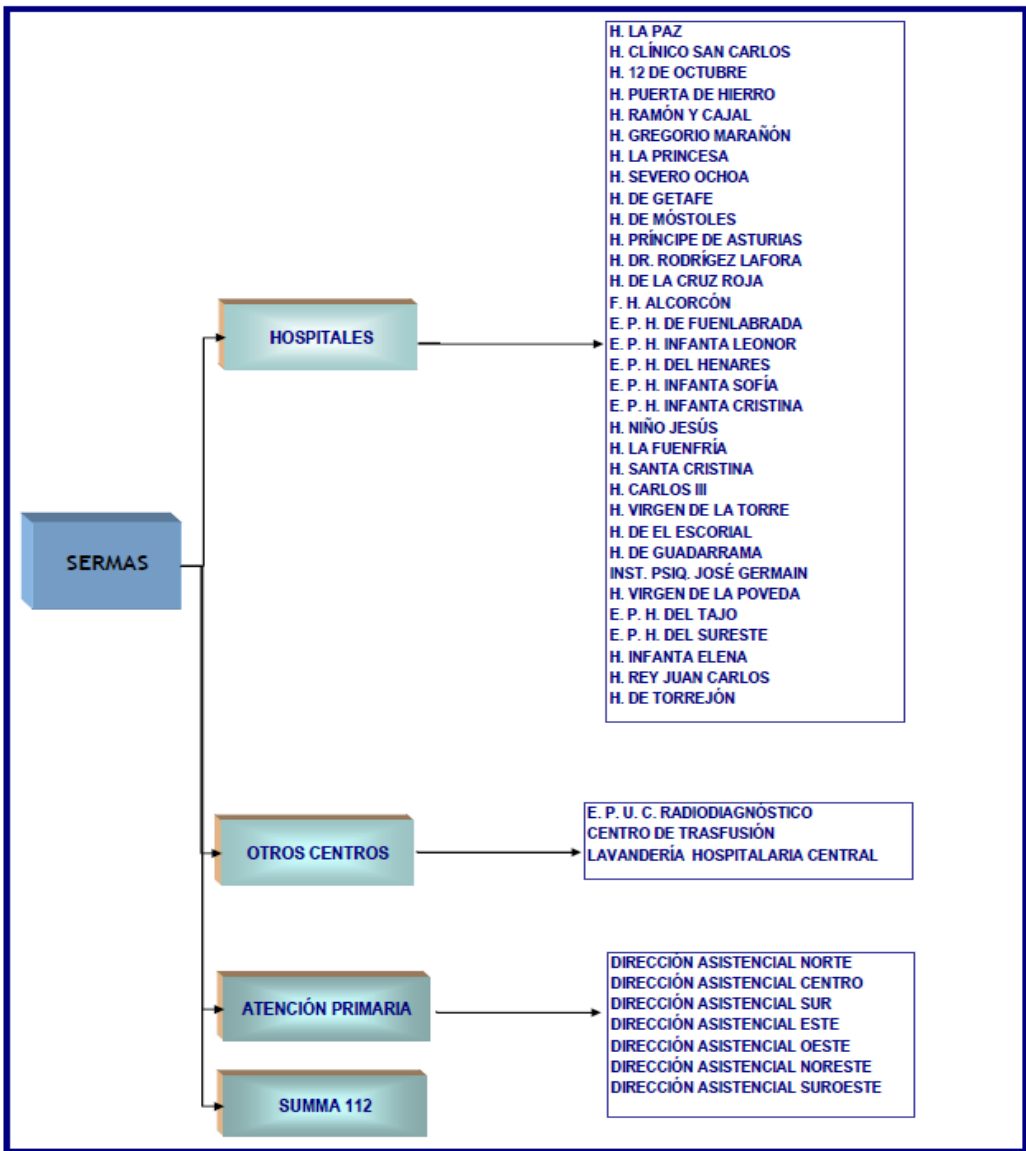 SERMAS
HOSPITALES
H. LA PAZ
H. CLÍNICO SAN CARLOS
H. 12 DE OCTUBRE
H. PUERTA DE HIERRO
H. RAMÓN Y CAJAL
H. GREGORIO MARAÑÓN
H. LA PRINCESA
H. SEVERO OCHOA
H. DE GETAFE
H. DE MÓSTOLES
H. PRÍNCIPE DE ASTURIAS
H. DR. RODRÍGEZ LAFORA
H. DE LA CRUZ ROJA
F. H. ALCORCÓN
E. P. H. DE FUENLABRADA
E. P. H. INFANTA LEONOR
E. P. H. DEL HENARES
E. P. H. INFANTA SOFÍA
E. P. H. INFANTA CRISTINA
H. NIÑO JESÚS
H. LA FUENFRÍA
H. SANTA CRISTINA
H. CARLOS III
H. VIRGEN DE LA TORRE
H. DE EL ESCORIAL
H. DE GUADARRAMA
INST. PSIQ. JOSÉ GERMAIN
H. VIRGEN DE LA POVEDA
E. P. H. DEL TAJO
E. P. H. DEL SURESTE
H. INFANTA ELENA
H. REY JUAN CARLOS
H. DE TORREJÓN
OTROS CENTROS
E. P. U. C. RADIODIAGNÓSTICO
CENTRO DE TRASFUSIÓN
LAVANDERÍA HOSPITALARIA CENTRAL
ATENCIÓN PRIMARIA
DIRECCIÓN ASISTENCIAL NORTE
DIRECCIÓN ASISTENCIAL CENTRO
DIRECCIÓN ASISTENCIAL SUR
DIRECCIÓN ASISTENCIAL ESTE
DIRECCIÓN ASISTENCIAL OESTE
DIRECCIÓN ASISTENCIAL NORESTE
DIRECCIÓN ASISTENCIAL SUROESTE
SUMMA 112